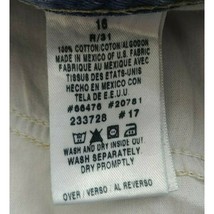 16
R/31
100% COTTON/COTON/ALGODON
MADE IN MEXICO OF U.S. FABRIC
FABRIQUE AU MEXIQUE AVEC
TISSUS DES ETATS-UNIS
HECHO EN MEXICO CON
TELA E.E.U.U.
#66476 #20781
233728 #17
WASH AND DRY INSIDE OUT
WASH SEPARATELY
DRY PROMPTLY
OVER / VERSO / AL REVERSO